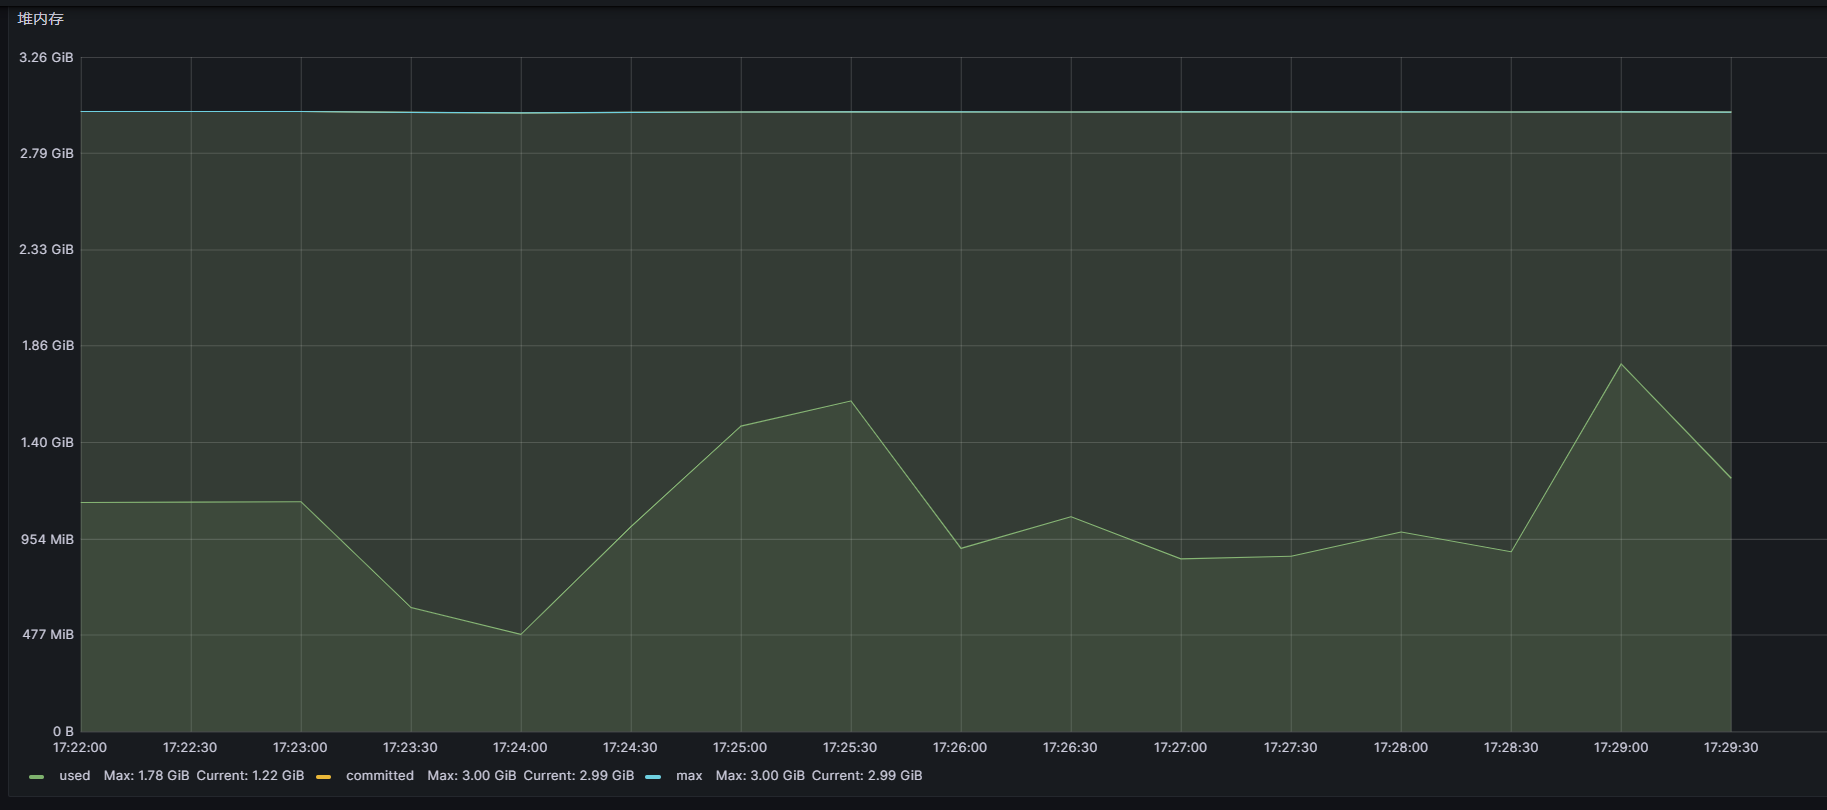 堆内存
3.26 GiB
2.79 GiB
2.33 GiB
1.86 GiB
1.40 GiB
954 MiB
477 MiB
0 B
17:22:00 17:22:30 17:23:00 17:23:30 17:24:00 17:24:30 17:25:00 17:25:30 17:26:00 17:26:30 17:27:00 17:27:30 17:28:00 17:28:30 17:29:00 17:29:30
used Max: 1.78 GiB Current: 1.22 GiB committed Max: 3.00 GiB Current: 2.99 GiB max Max: 3.00 GiB Current: 2.99 GiB